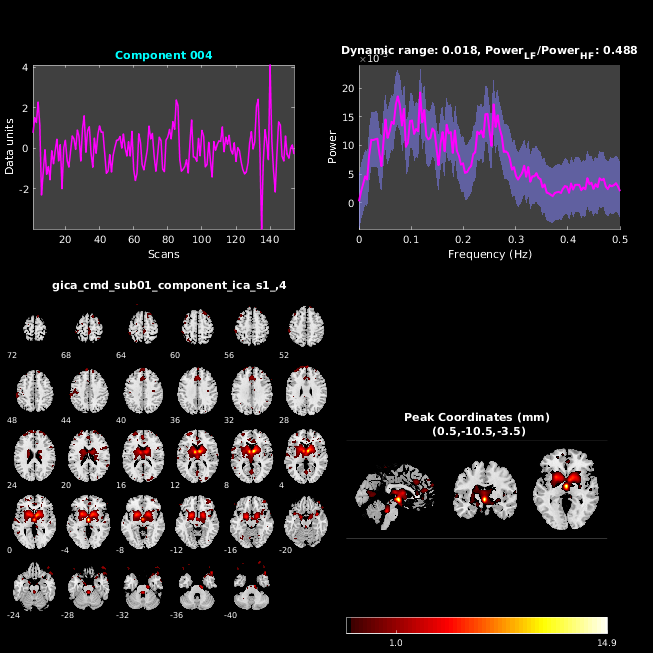 Component 004
Data units
4
2
0
-2
20 40 60 80 100 120 140
Scans
Dynamic range: 0.018, PowerLF/PowerHF: 0.488
Power
20
15
10
5
0
0 0.1 0.2 0.3 0.4 0.5
Frequency (Hz)
gica_cmd_sub01_component_ica_s1_,4
72 68 64 60 56 52
48 44 40 36 32 28
24 20 16 12 8 4
0 -4 -8 -12 -16 -20
-24 -28 -32 -36 -40
Peak Coordinates (mm)
(0.5,-10.5,-3.5)
1.0 14.9